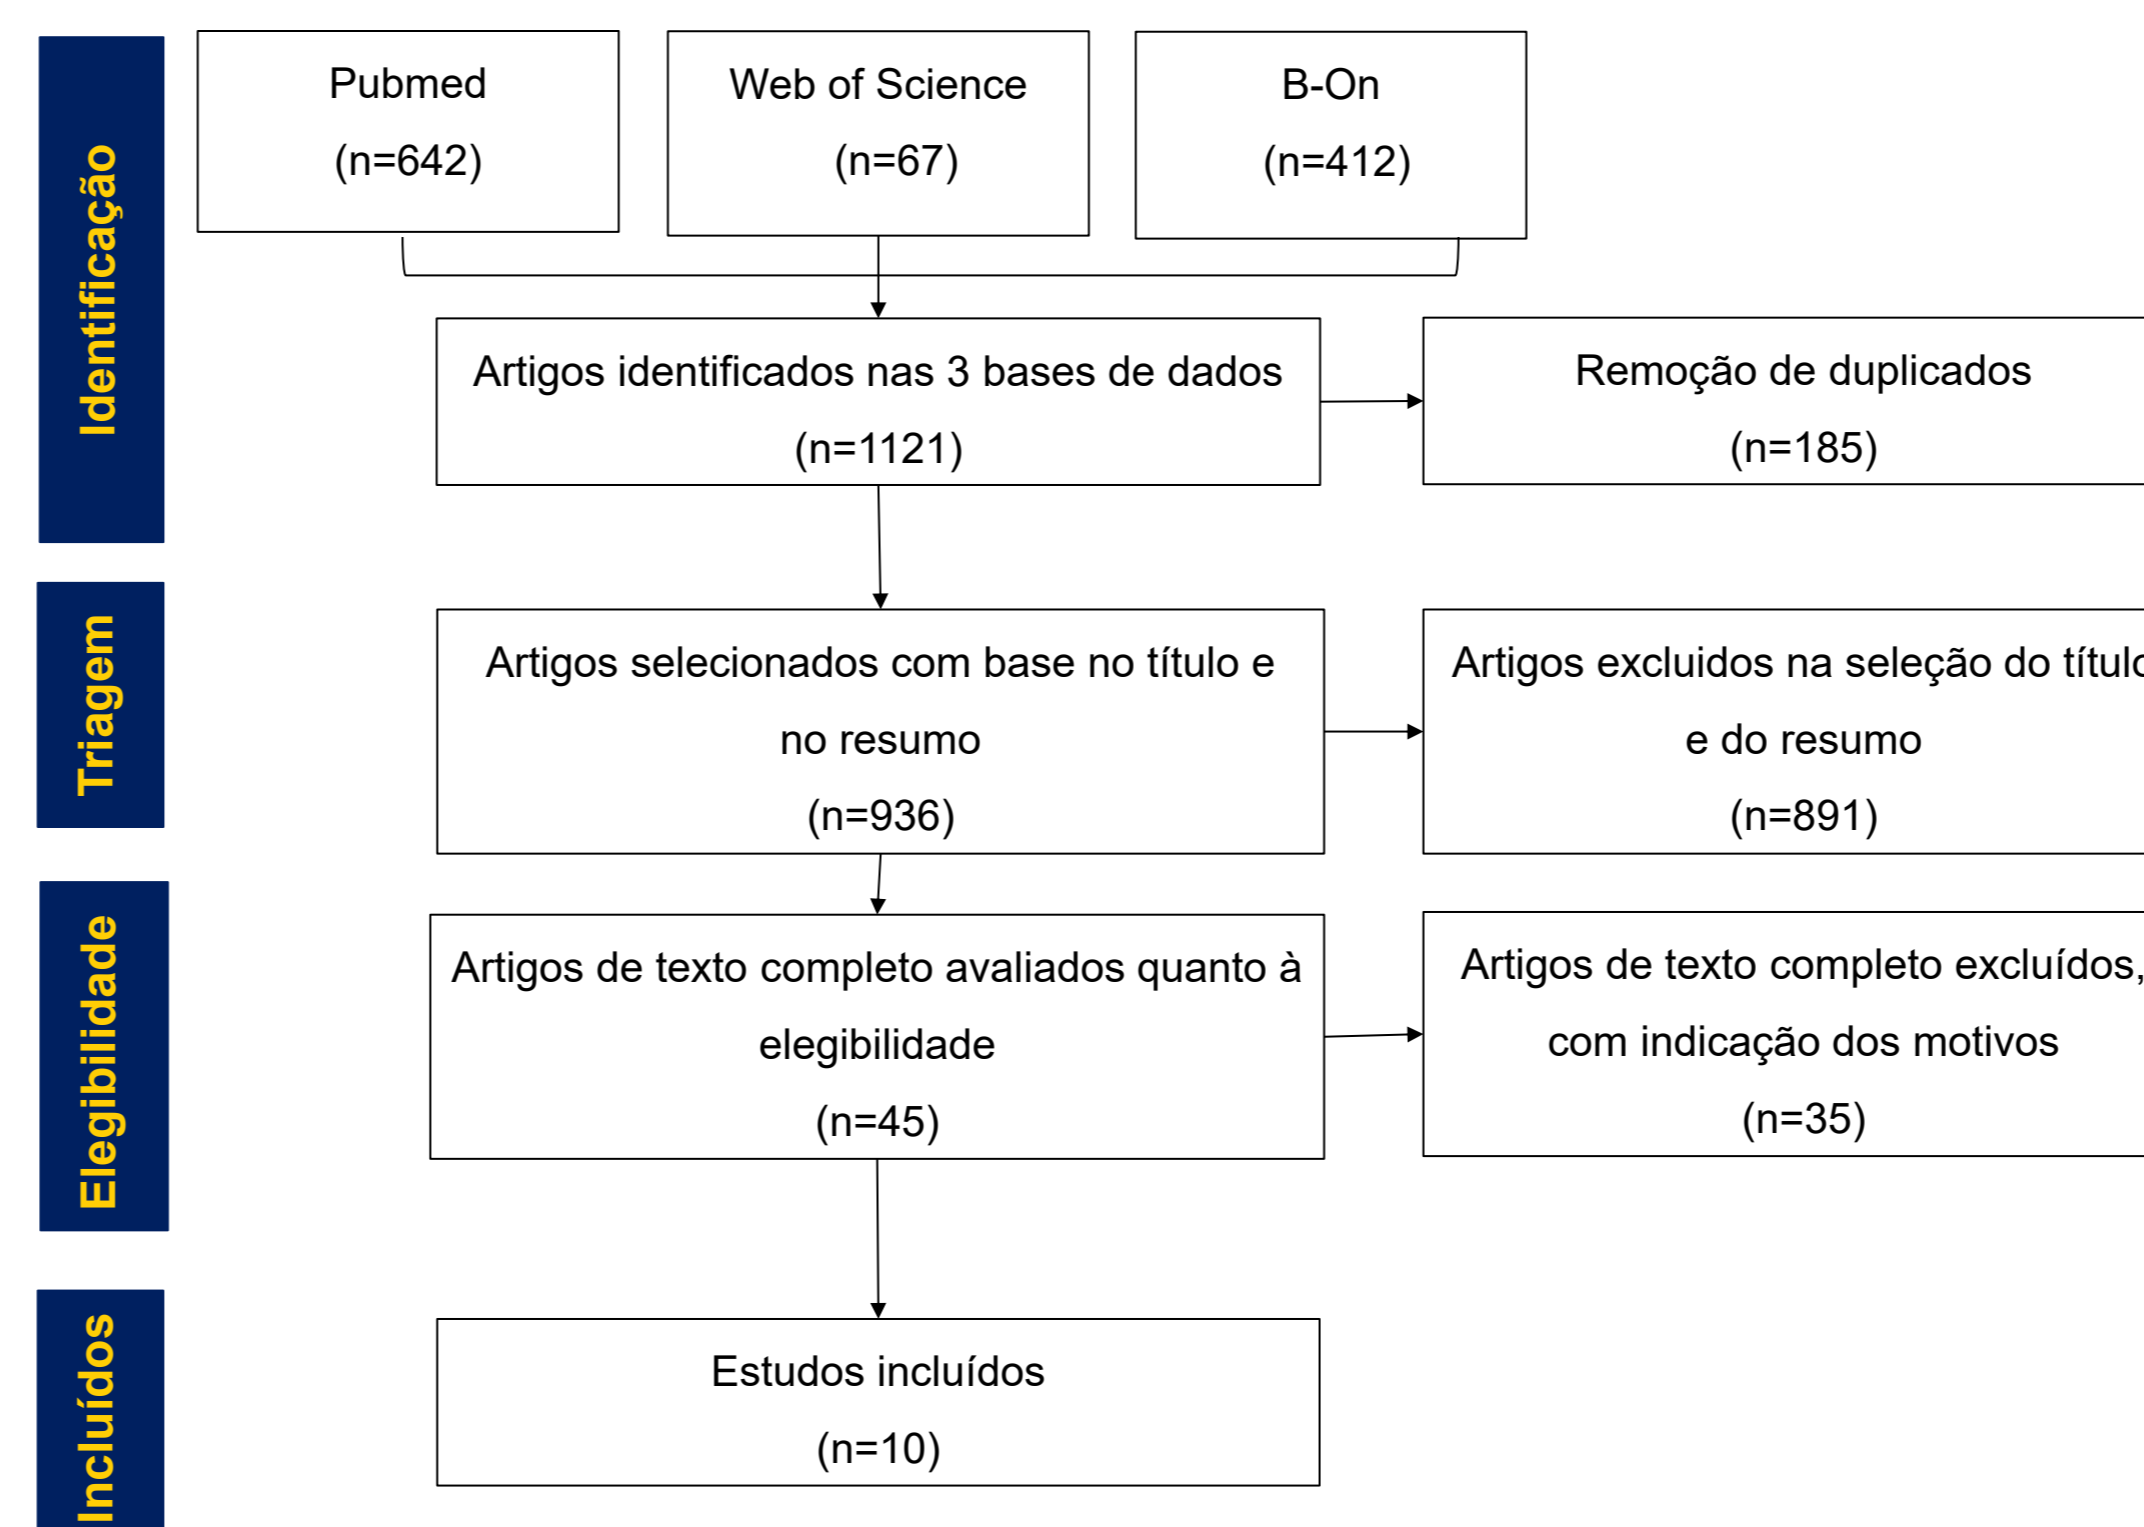 Identificação
Pubmed
(n=642)
Web of Science
(n=67)
B-On
(n=412)
Artigos identificados nas 3 bases de dados
(n=1121)
Remoção de duplicados
(n=185)
Triagem
Artigos selecionados com base no título e
no resumo
(n=936)
Artigos excluidos na seleção do título
e do resumo
(n=891)
Elegibilidade
Artigos de texto completo avaliados quanto à
elegibilidade
(n=45)
Artigos de texto completo excluídos,
com indicação dos motivos
(n=35)
Incluídos
Estudos incluídos
(n=10)